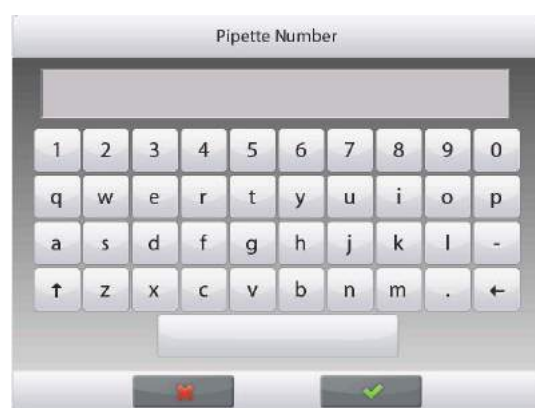 Pipette Number
1 2 3 4 5 6 7 8 9 0
q w e r t y u i o p
a s d f g h j k l -
↑ z x c v b n m . ←